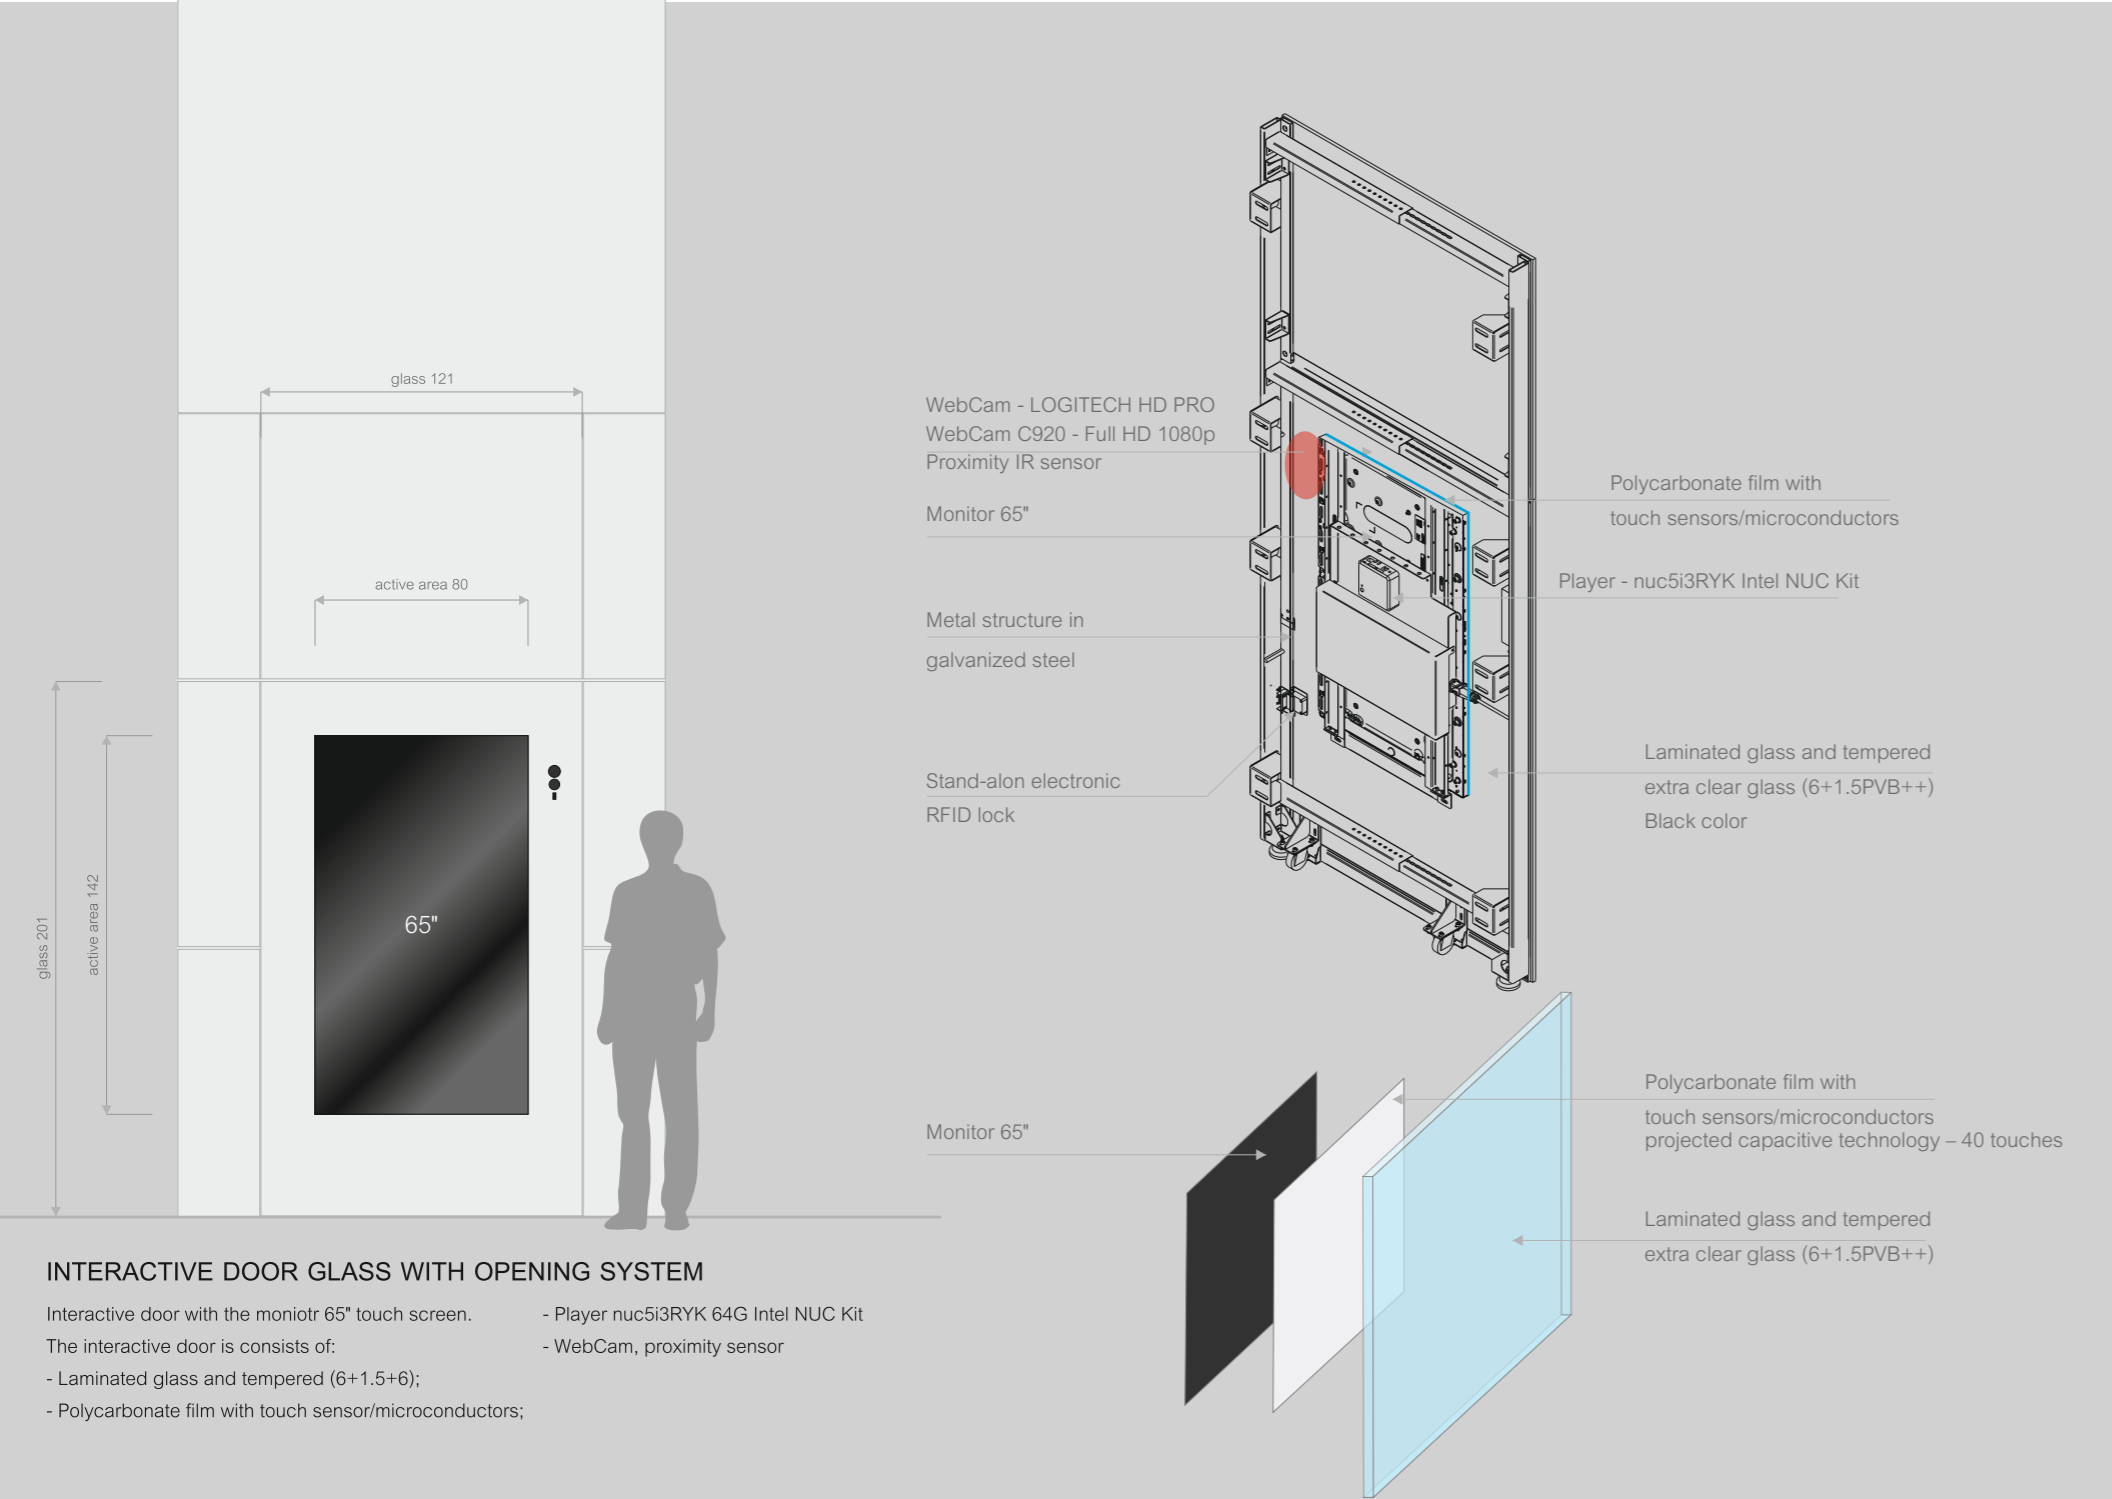 glass 121
active area 80
glass 201
active area 142
65"
WebCam - LOGITECH HD PRO
WebCam C920 - Full HD 1080p
Proximity IR sensor
Monitor 65"
Metal structure in
galvanized steel
Stand-alon electronic
RFID lock
Polycarbonate film with
touch sensors/microconductors
Player - nuc5i3RYK Intel NUC Kit
Laminated glass and tempered
extra clear glass (6+1.5PVB++)
Black color
Monitor 65"
Polycarbonate film with
touch sensors/microconductors
projected capacitive technology – 40 touches
Laminated glass and tempered
extra clear glass (6+1.5PVB++)
INTERACTIVE DOOR GLASS WITH OPENING SYSTEM
Interactive door with the moniotr 65" touch screen.
The interactive door is consists of:
- Laminated glass and tempered (6+1.5+6);
- Polycarbonate film with touch sensor/microconductors;
- Player nuc5i3RYK 64G Intel NUC Kit
- WebCam, proximity sensor